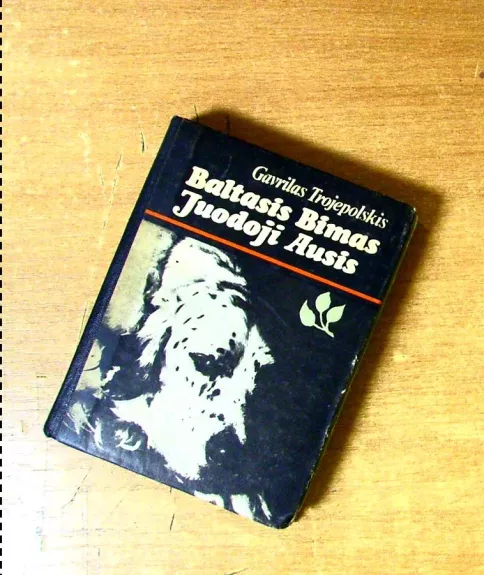 Gavrilas Trojepolskis
Baltasis Bimas
Juodoji Ausis